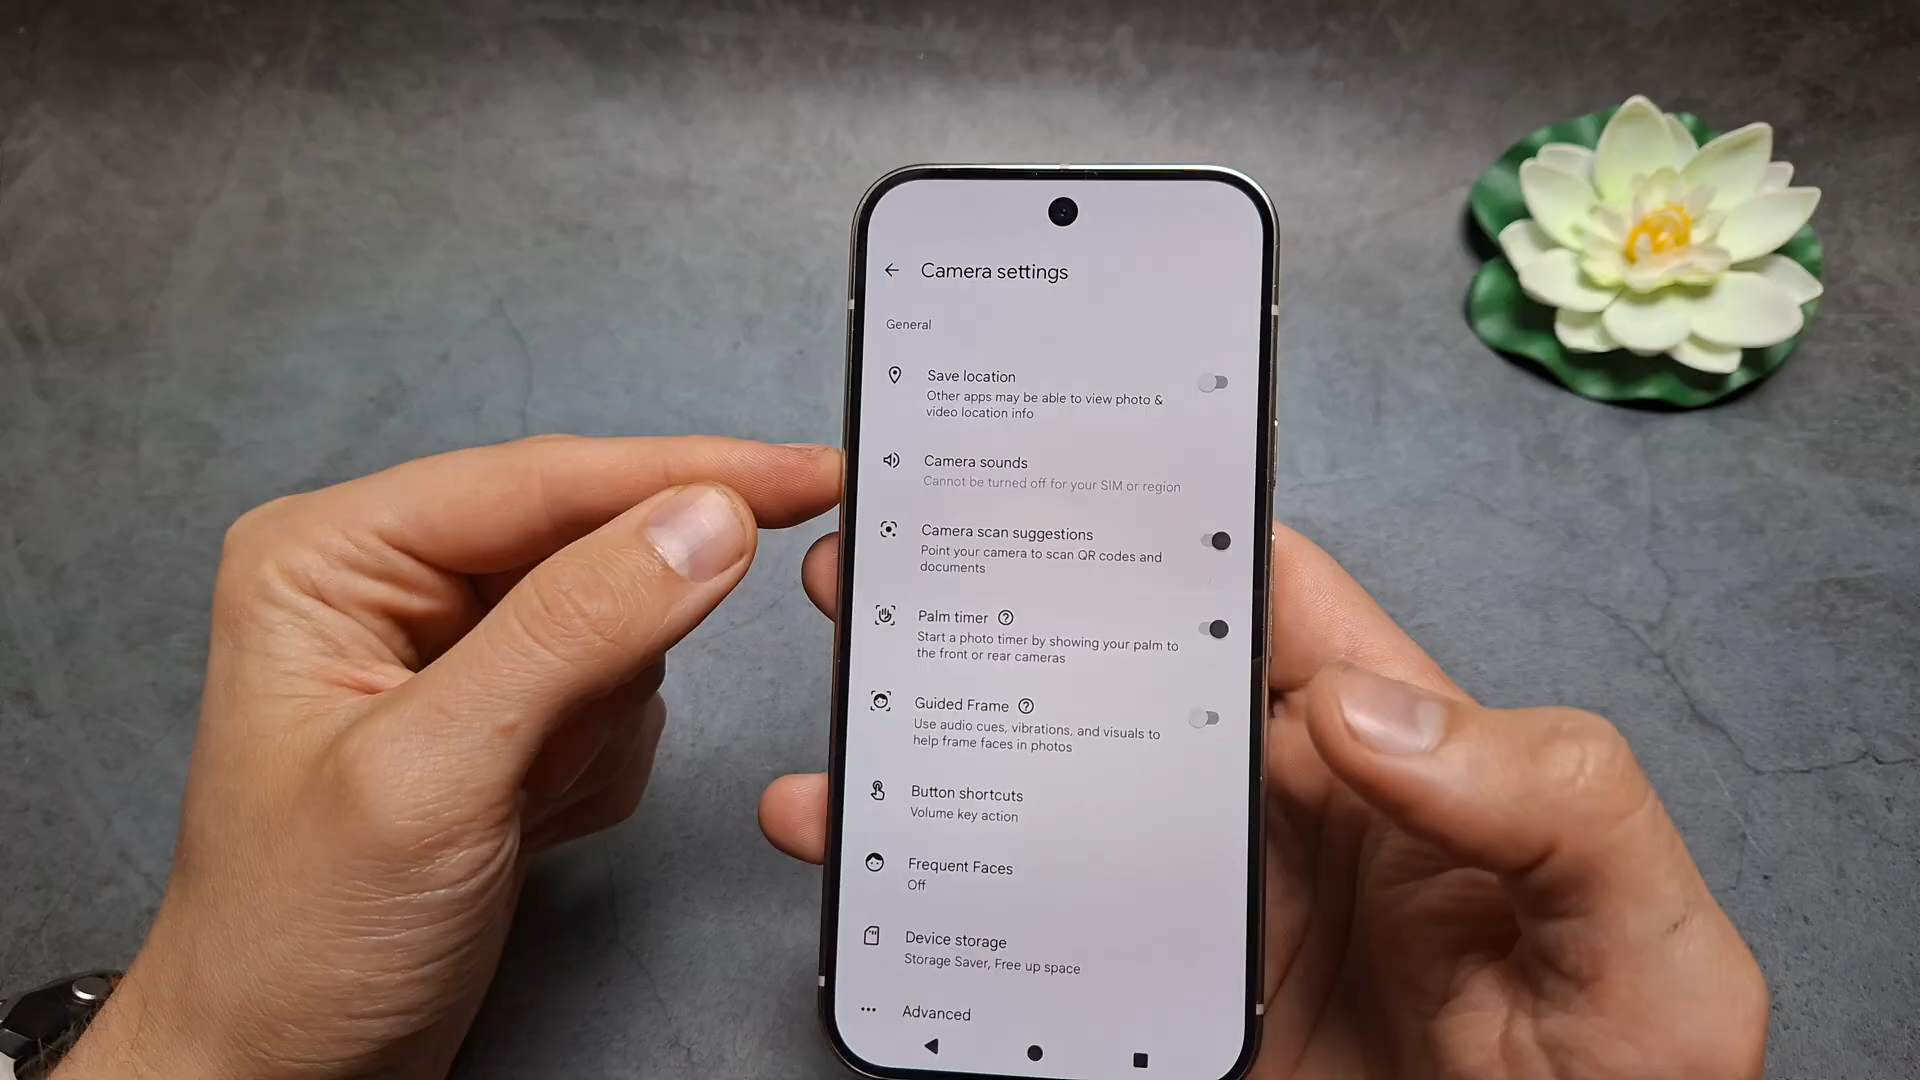 Camera settings
General
Save location
Other apps may be able to view photo &
video location info
Camera sounds
Cannot be turned off for your SIM or region
Camera scan suggestions
Point your camera to scan QR codes and
documents
Palm timer
Start a photo timer by showing your palm to
the front or rear cameras
Guided Frame
Use audio cues, vibrations, and visuals to
help frame faces in photos
Button shortcuts
Volume key action
Frequent Faces
Off
Device storage
Storage Saver, Free up space
Advanced